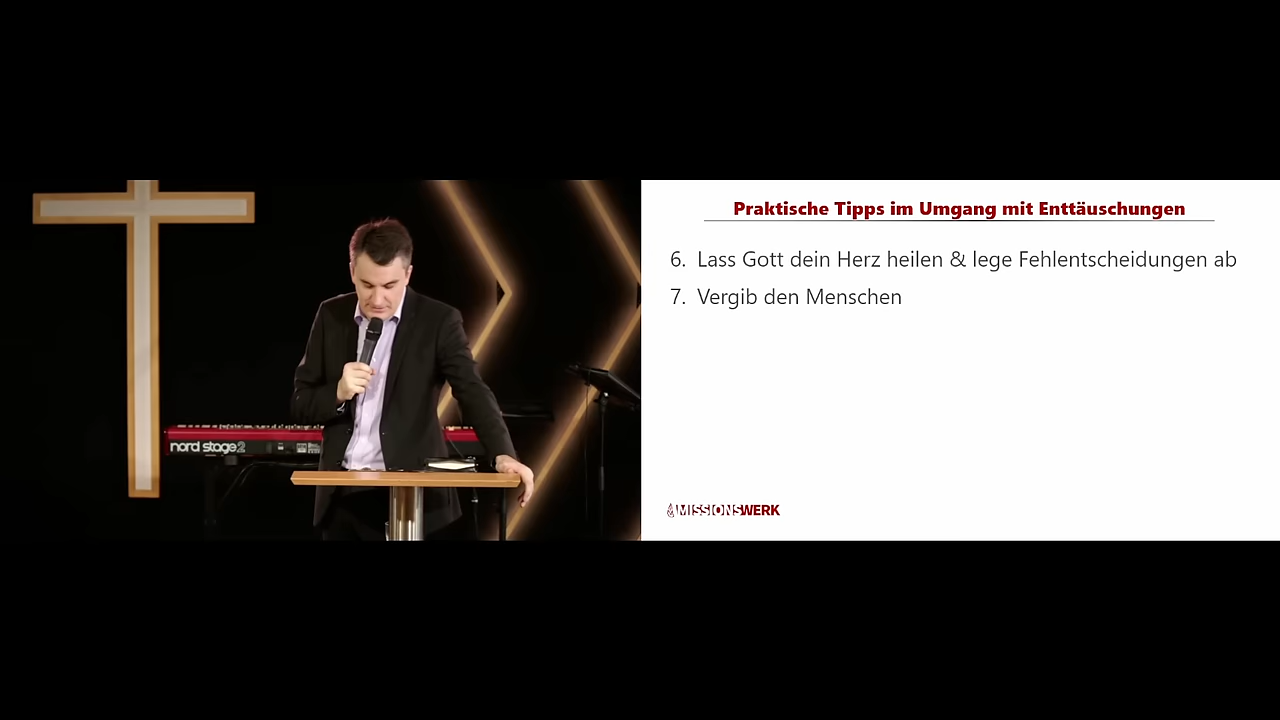 nord stage 2
Praktische Tipps im Umgang mit Enttäuschungen
6. Lass Gott dein Herz heilen & lege Fehlentscheidungen ab
7. Vergib den Menschen
MISSIONSWERK